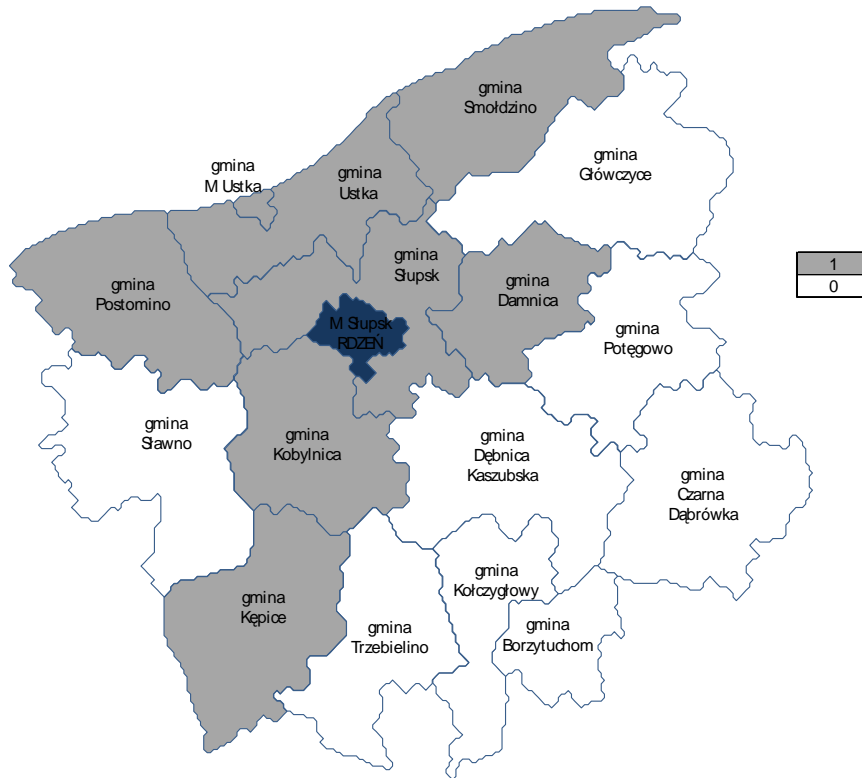 gmina
Smołdzino
gmina
M Ustka
gmina
Ustka
gmina
Główczyce
gmina
Słupsk
gmina
Postomino
gmina
Damnica
1
0
M Słupsk
RDZEŃ
gmina
Potęgowo
gmina
Sławno
gmina
Kobylnica
gmina
Dębnica
Kaszubska
gmina
Czarna
Dąbrówka
gmina
Kołczygłowy
gmina
Kępice
gmina
Trzebielino
gmina
Borzytuchom